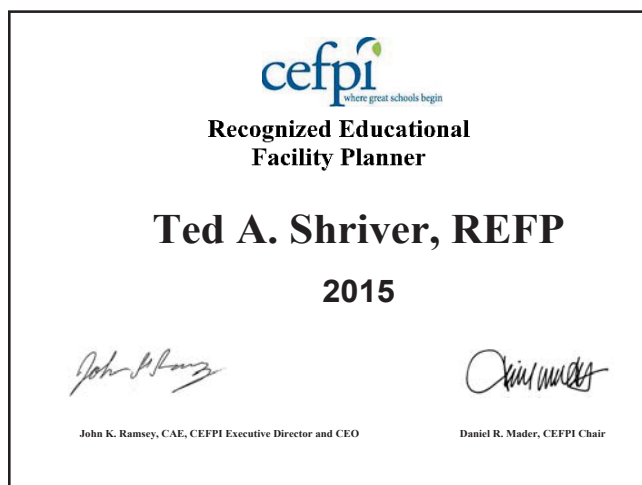 cefpi
where great schools begin
Recognized Educational
Facility Planner
Ted A. Shriver, REFP
2015
John K. Ramsey, CAE, CEFPI Executive Director and CEO
Daniel R. Mader, CEFPI Chair